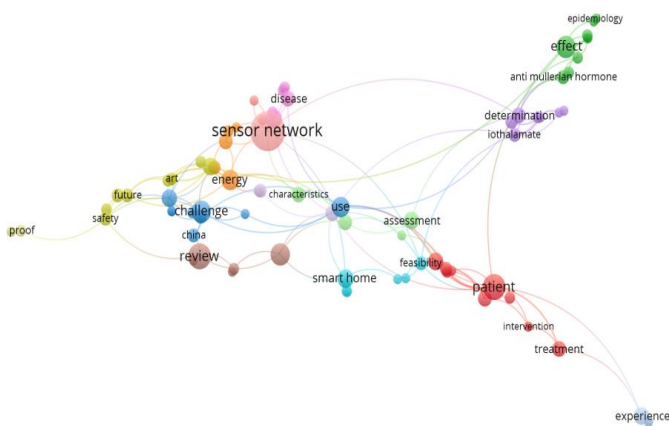 epidemiology
effect
anti mullerian hormone
disease
determination
sensor network
iothalamate
art
energy
future
characteristics
use
challenge
safety
assessment
proof
china
review
feasibility
smart home
patient
intervention
treatment
experience